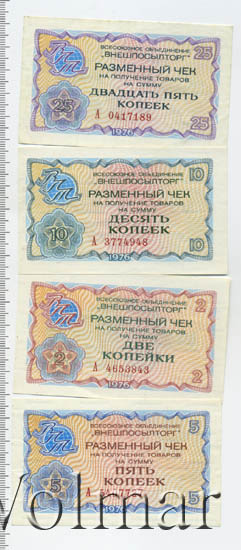 ВСЕСОЮЗНОЕ ОБЪЕДИНЕНИЕ
"ВНЕШПОСЫЛТОРГ"
РАЗМЕННЫЙ ЧЕК
НА ПОЛУЧЕНИЕ ТОВАРОВ
НА СУММУ
ДВАДЦАТЬ ПЯТЬ
КОПЕЕК
А 0417189
25
25
25
1976
ВСЕСОЮЗНОЕ ОБЪЕДИНЕНИЕ
"ВНЕШПОСЫЛТОРГ"
РАЗМЕННЫЙ ЧЕК
НА ПОЛУЧЕНИЕ ТОВАРОВ
НА СУММУ
ДЕСЯТЬ
КОПЕЕК
А 3774948
10
10
10
1976
ВСЕСОЮЗНОЕ ОБЪЕДИНЕНИЕ
"ВНЕШПОСЫЛТОРГ"
РАЗМЕННЫЙ ЧЕК
НА ПОЛУЧЕНИЕ ТОВАРОВ
НА СУММУ
ДВЕ
КОПЕЙКИ
А 4653843
2
2
2
1976
ВСЕСОЮЗНОЕ ОБЪЕДИНЕНИЕ
"ВНЕШПОСЫЛТОРГ"
РАЗМЕННЫЙ ЧЕК
НА ПОЛУЧЕНИЕ ТОВАРОВ
НА СУММУ
ПЯТЬ
КОПЕЕК
5
5
5
1976
Volmar